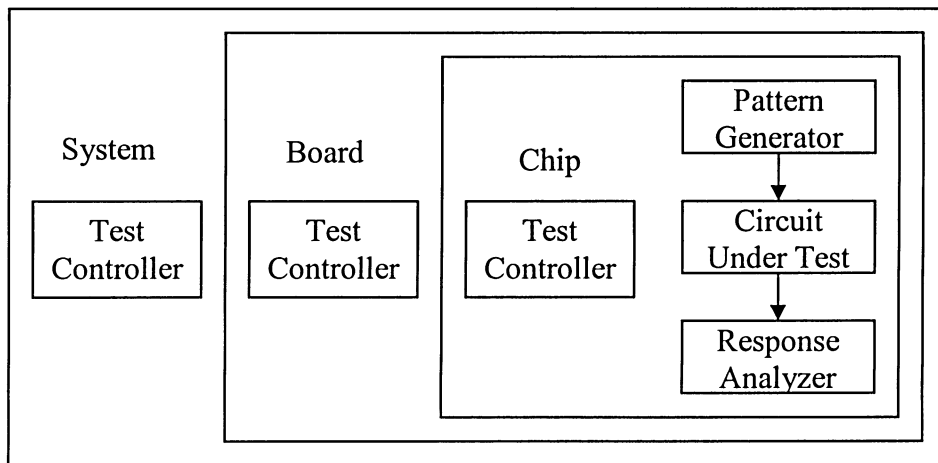 System
Test
Controller
Board
Test
Controller
Chip
Test
Controller
Pattern
Generator
Circuit
Under Test
Response
Analyzer